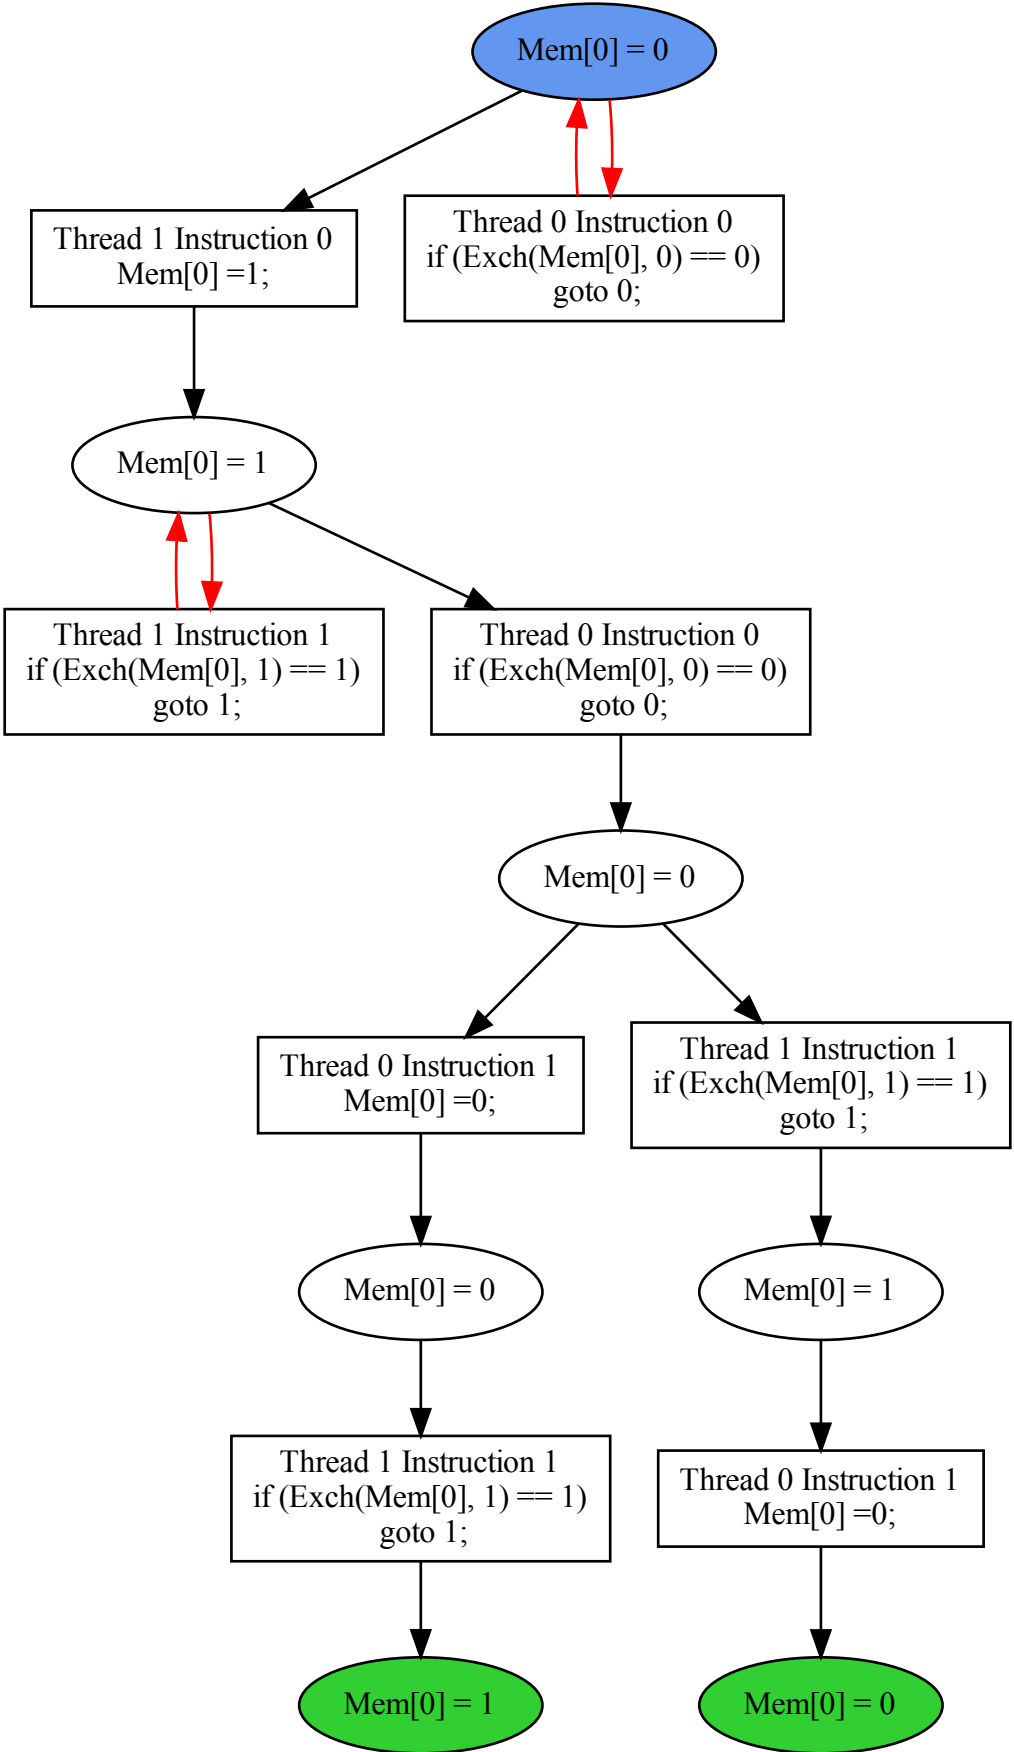 Mem[0] = 0
Thread 1 Instruction 0
Mem[0] =1;
Thread 0 Instruction 0
if (Exch(Mem[0], 0) == 0)
goto 0;
Mem[0] = 1
Thread 1 Instruction 1
if (Exch(Mem[0], 1) == 1)
goto 1;
Thread 0 Instruction 0
if (Exch(Mem[0], 0) == 0)
goto 0;
Mem[0] = 0
Thread 0 Instruction 1
Mem[0] =0;
Thread 1 Instruction 1
if (Exch(Mem[0], 1) == 1)
goto 1;
Mem[0] = 0
Mem[0] = 1
Thread 1 Instruction 1
if (Exch(Mem[0], 1) == 1)
goto 1;
Thread 0 Instruction 1
Mem[0] =0;
Mem[0] = 1
Mem[0] = 0